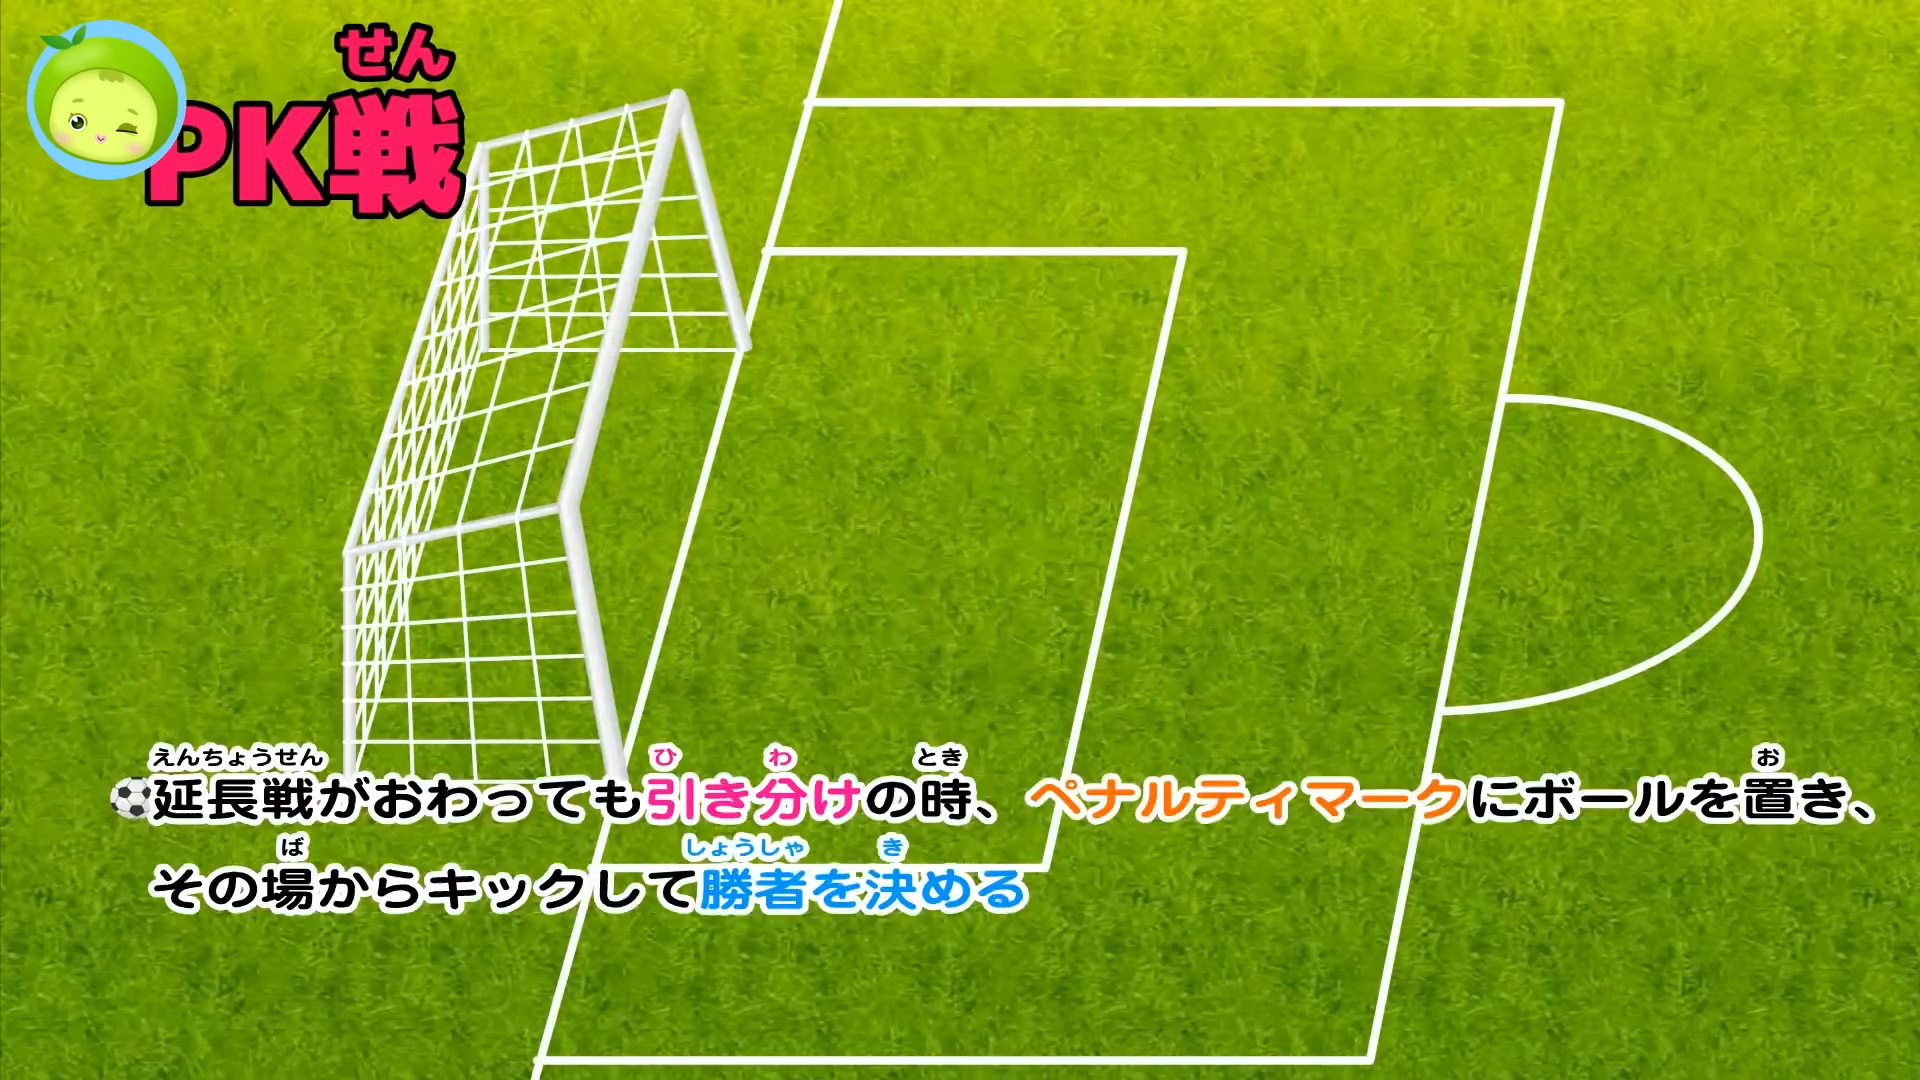 せん
PK戦
えんちょうせん ひ わ とき お
延長戦がおわっても引き分けの時、ペナルティマークにボールを置き、
ば しょうしゃ き
その場からキックして勝者を決める